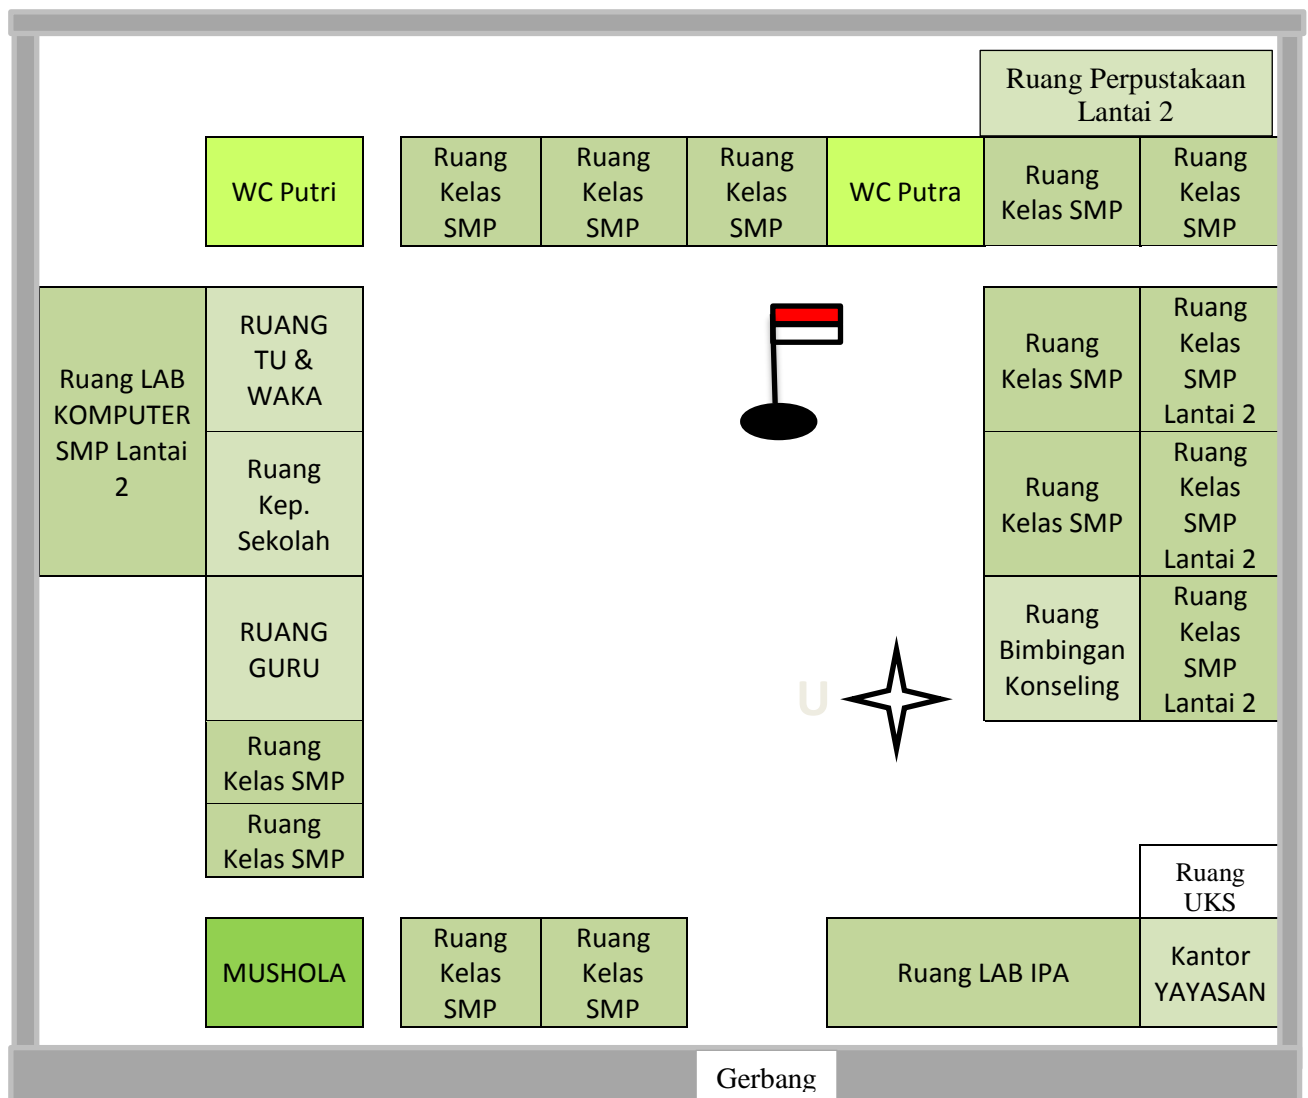 Ruang Perpustakaan
Lantai 2
WC Putri
Ruang
Kelas
SMP
Ruang
Kelas
SMP
Ruang
Kelas
SMP
WC Putra
Ruang
Kelas SMP
Ruang
Kelas
SMP
Ruang LAB
KOMPUTER
SMP Lantai
2
RUANG
TU &
WAKA
Ruang
Kelas SMP
Ruang
Kelas
SMP
Lantai 2
Ruang
Kep.
Sekolah
Ruang
Kelas SMP
Ruang
Kelas
SMP
Lantai 2
RUANG
GURU
U
Ruang
Bimbingan
Konseling
Ruang
Kelas
SMP
Lantai 2
Ruang
Kelas SMP
Ruang
Kelas SMP
Ruang
UKS
MUSHOLA
Ruang
Kelas
SMP
Ruang
Kelas
SMP
Ruang LAB IPA
Kantor
YAYASAN
Gerbang